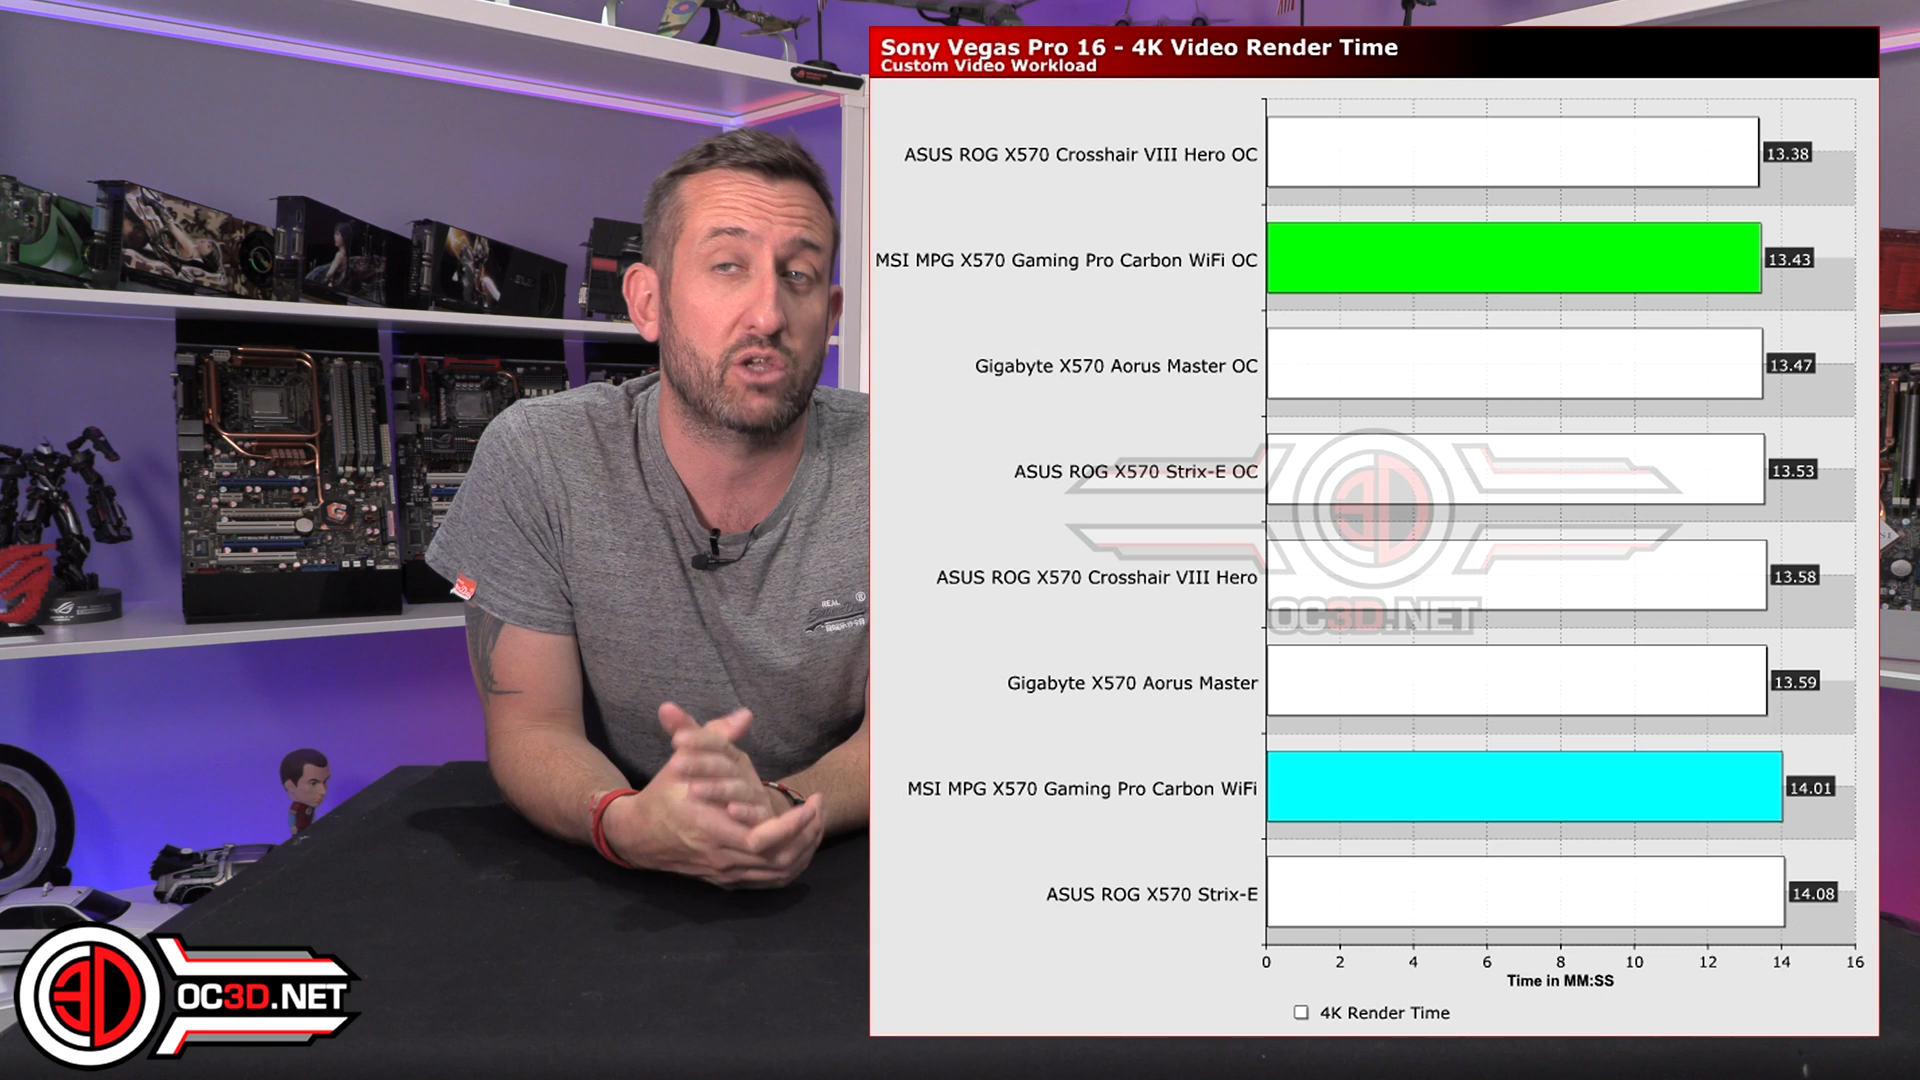 Sony Vegas Pro 16 - 4K Video Render Time
Custom Video Workload
ASUS ROG X570 Crosshair VIII Hero OC
13.38
MSI MPG X570 Gaming Pro Carbon WiFi OC
13.43
Gigabyte X570 Aorus Master OC
13.47
ASUS ROG X570 Strix-E OC
13.53
ASUS ROG X570 Crosshair VIII Hero
13.58
OC3D.NET
Gigabyte X570 Aorus Master
13.59
MSI MPG X570 Gaming Pro Carbon WiFi
14.01
ASUS ROG X570 Strix-E
14.08
0 2 4 6 8 10 12 14 16
Time in MM:SS
4K Render Time
REAL
3D
OC3D.NET